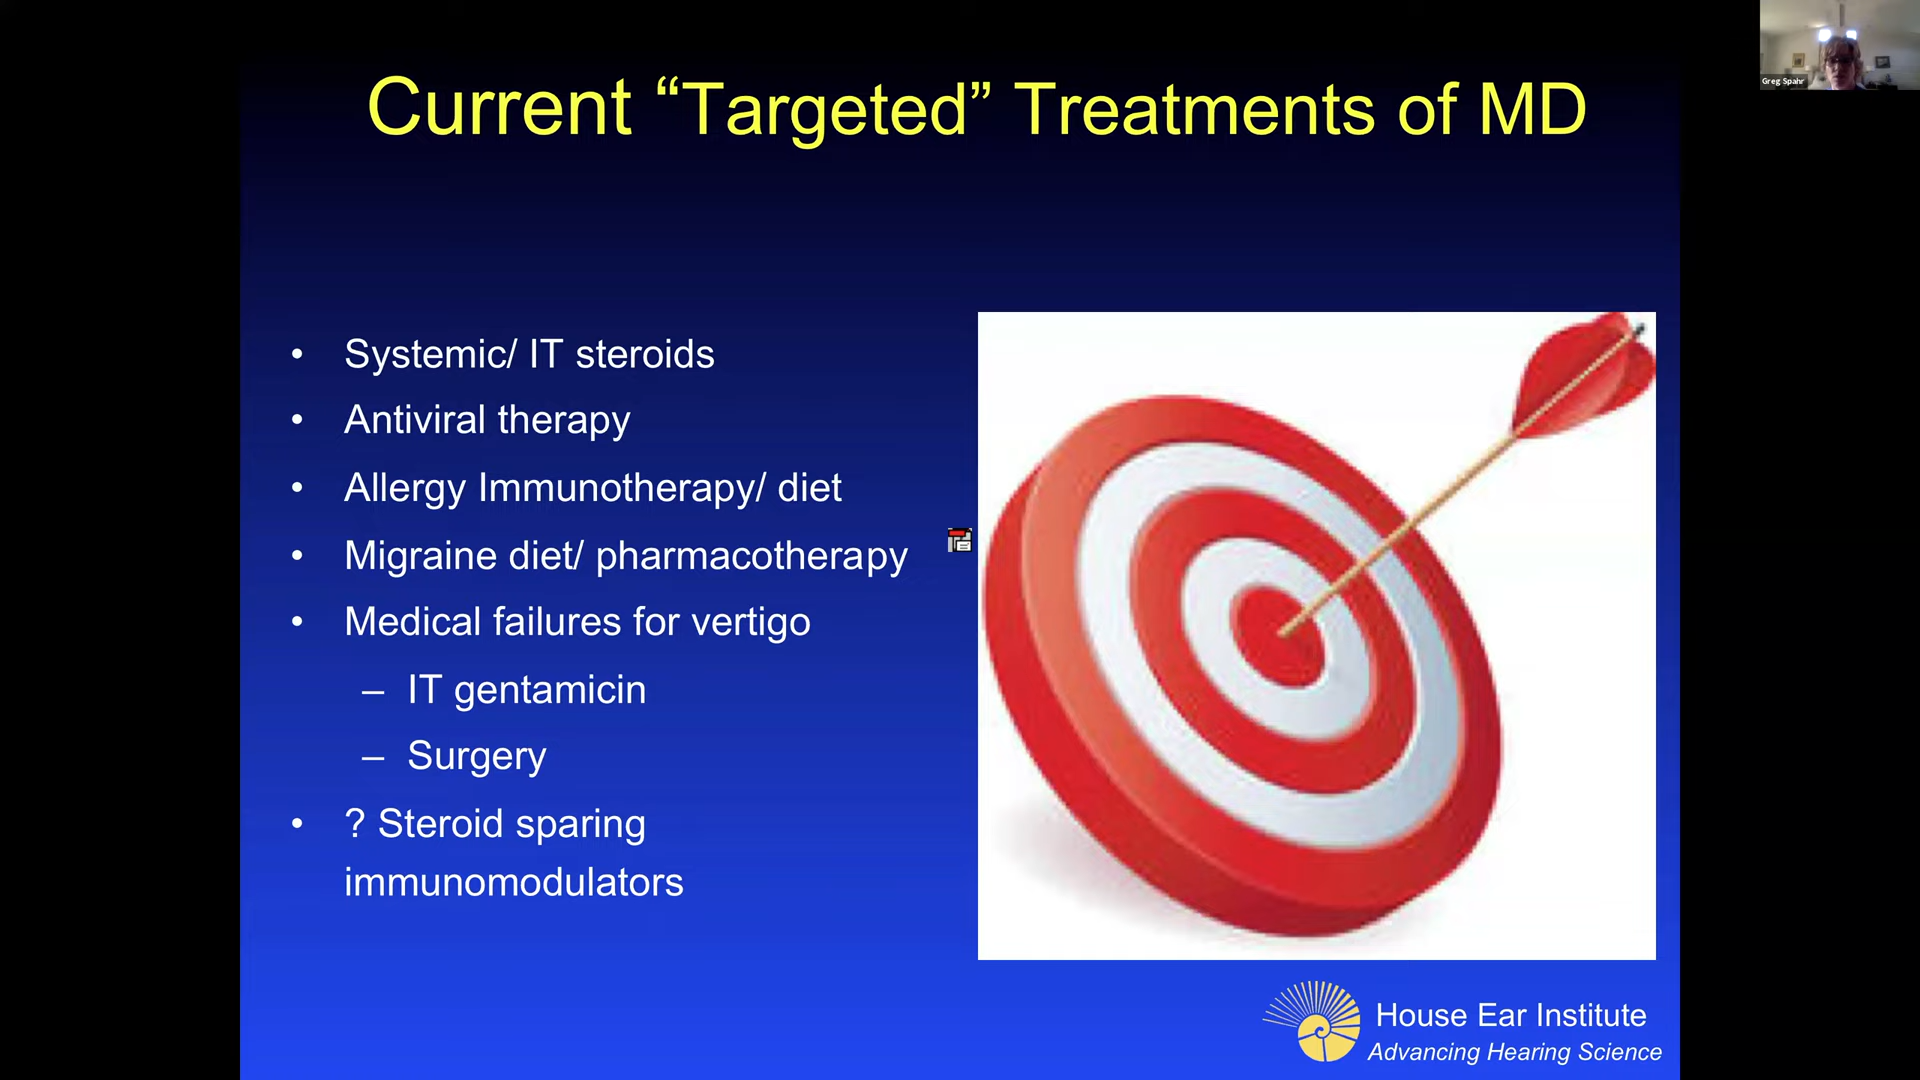 Current “Targeted” Treatments of MD
Greg Spahr
• Systemic/ IT steroids
• Antiviral therapy
• Allergy Immunotherapy/ diet
• Migraine diet/ pharmacotherapy
• Medical failures for vertigo
– IT gentamicin
– Surgery
• ? Steroid sparing
immunomodulators
House Ear Institute
Advancing Hearing Science